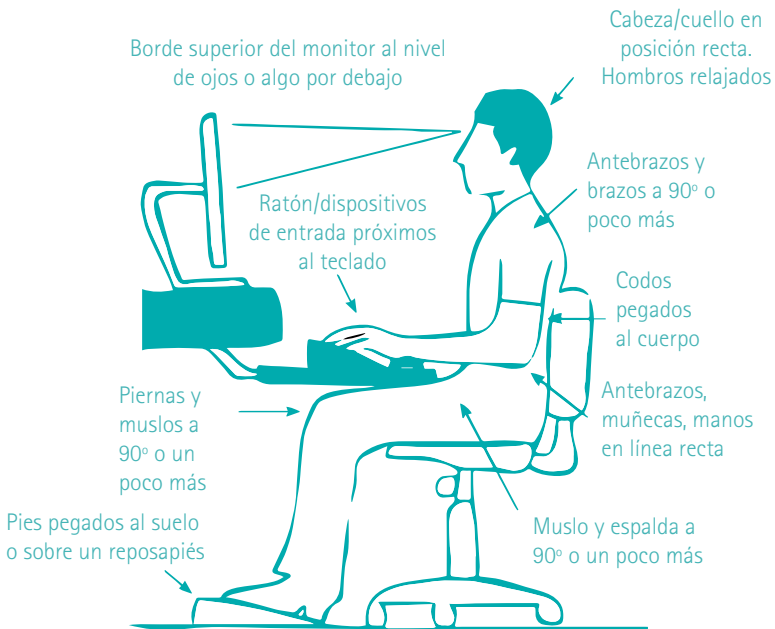 Borde superior del monitor al nivel
de ojos o algo por debajo
Cabeza/cuello en
posición recta.
Hombros relajados
Antebrazos y
brazos a 90º o
poco más
Ratón/dispositivos
de entrada próximos
al teclado
Codos
pegados
al cuerpo
Piernas y
muslos a
90º o un
poco más
Antebrazos,
muñecas, manos
en línea recta
Pies pegados al suelo
o sobre un reposapiés
Muslo y espalda a
90º o un poco más